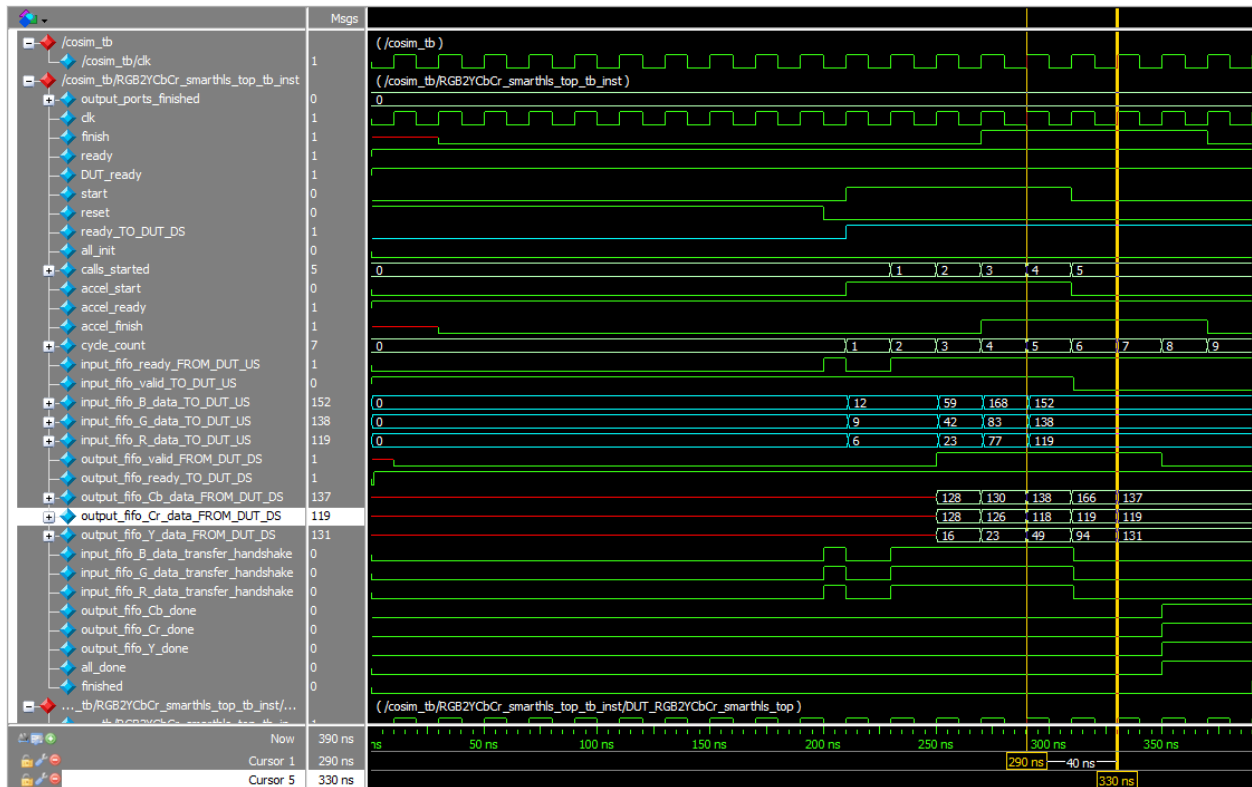 Msgs
/cosim_tb ( /cosim_tb )
/cosim_tb/clk 1
/cosim_tb/RGB2YCbCr_smarthls_top_tb_inst ( /cosim_tb/RGB2YCbCr_smarthls_top_tb_inst )
output_ports_finished 0 0
clk 1
finish 1
ready 1
DUT_ready 1
start 0
reset 0
ready_TO_DUT_DS 1
all_init 0
calls_started 5 0 1 2 3 4 5
accel_start 0
accel_ready 1
accel_finish 1
cycle_count 7 0 1 2 3 4 5 6 7 8 9
input_fifo_ready_FROM_DUT_US 1
input_fifo_valid_TO_DUT_US 0
input_fifo_B_data_TO_DUT_US 152 0 12 59 168 152
input_fifo_G_data_TO_DUT_US 138 0 9 42 83 138
input_fifo_R_data_TO_DUT_US 119 0 6 23 77 119
output_fifo_valid_FROM_DUT_DS 1
output_fifo_ready_TO_DUT_DS 1
output_fifo_Cb_data_FROM_DUT_DS 137 128 130 138 166 137
output_fifo_Cr_data_FROM_DUT_DS 119 128 126 118 119 119
output_fifo_Y_data_FROM_DUT_DS 131 16 23 49 94 131
input_fifo_B_data_transfer_handshake 0
input_fifo_G_data_transfer_handshake 0
input_fifo_R_data_transfer_handshake 0
output_fifo_Cb_done 0
output_fifo_Cr_done 0
output_fifo_Y_done 0
all_done 0
finished 0
..._tb/RGB2YCbCr_smarthls_top_tb_inst/... ( /cosim_tb/RGB2YCbCr_smarthls_top_tb_inst/DUT_RGB2YCbCr_smarthls_top )
Now 390 ns ns 50 ns 100 ns 150 ns 200 ns 250 ns 300 ns 350 ns
Cursor 1 290 ns 290 ns 40 ns
Cursor 5 330 ns 330 ns